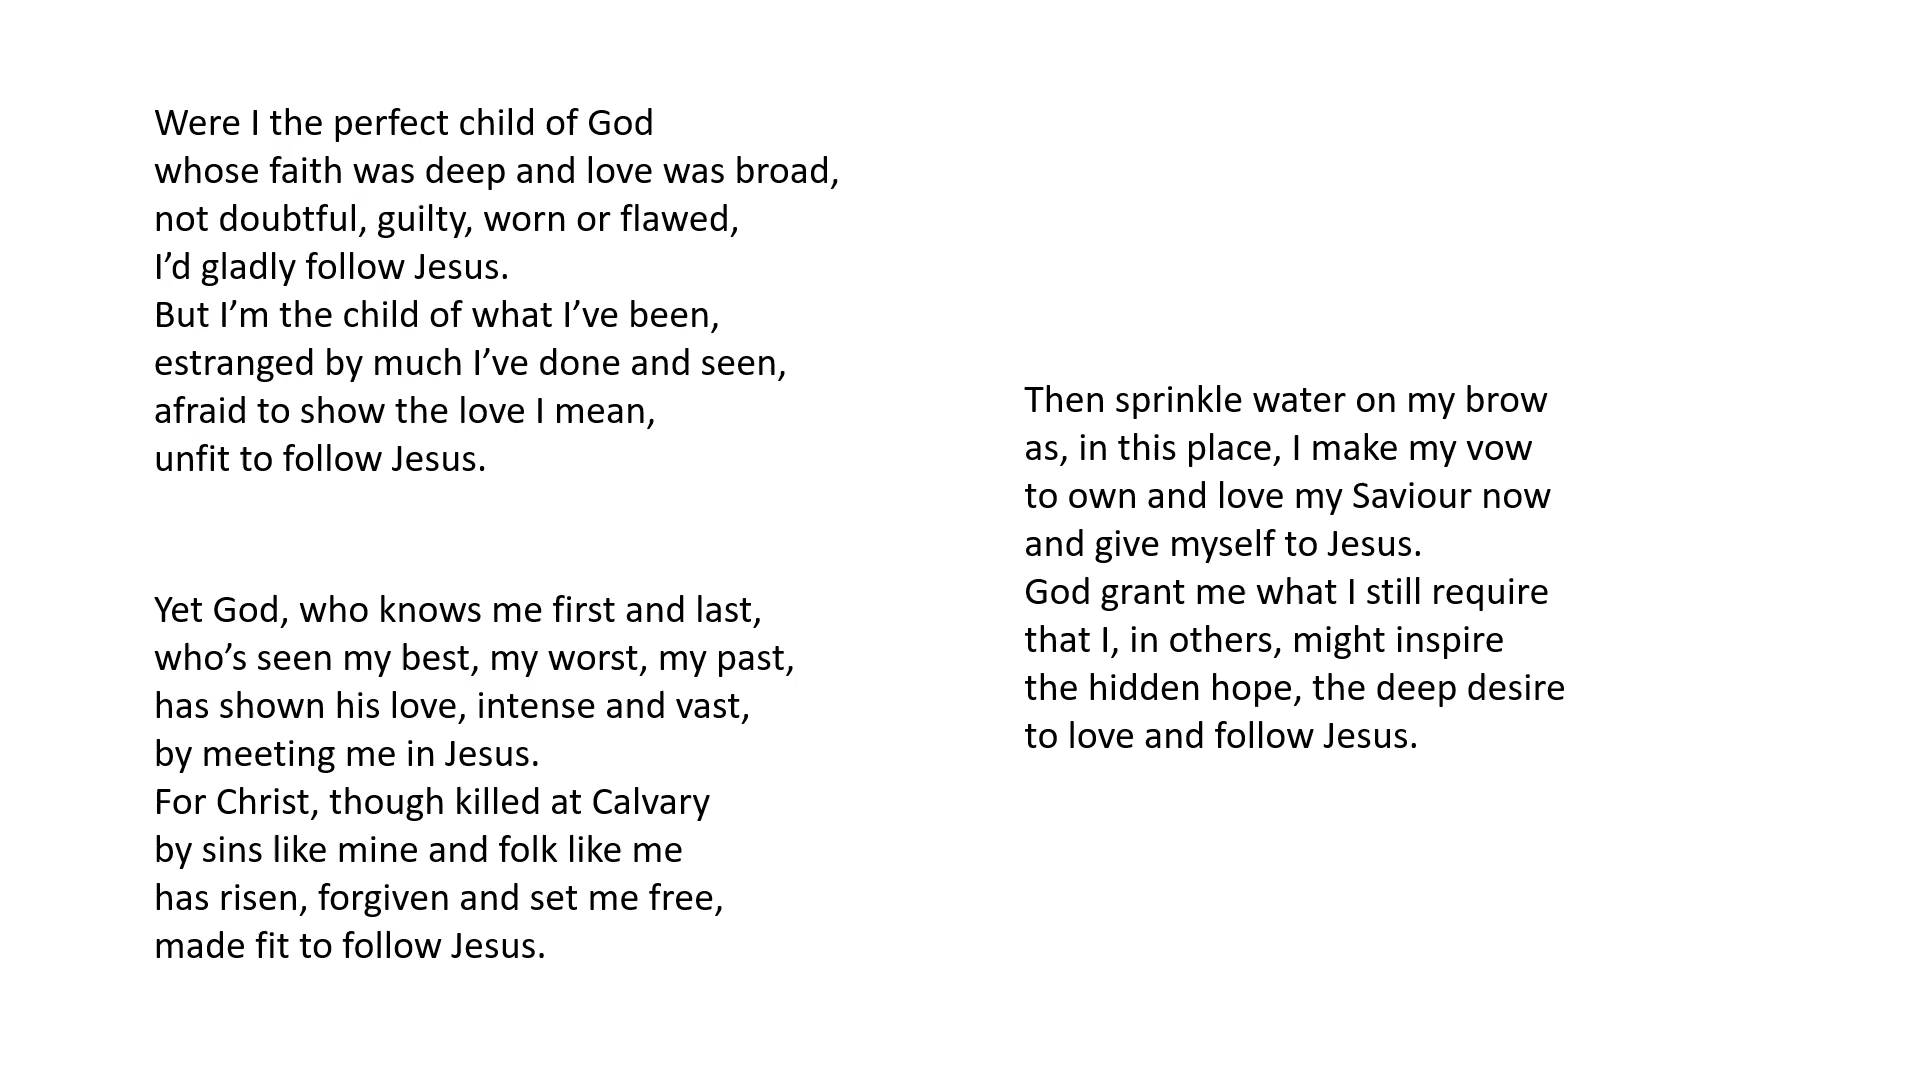 Were I the perfect child of God
whose faith was deep and love was broad,
not doubtful, guilty, worn or flawed,
I’d gladly follow Jesus.
But I’m the child of what I’ve been,
estranged by much I’ve done and seen,
afraid to show the love I mean,
unfit to follow Jesus.
Yet God, who knows me first and last,
who’s seen my best, my worst, my past,
has shown his love, intense and vast,
by meeting me in Jesus.
For Christ, though killed at Calvary
by sins like mine and folk like me
has risen, forgiven and set me free,
made fit to follow Jesus.
Then sprinkle water on my brow
as, in this place, I make my vow
to own and love my Saviour now
and give myself to Jesus.
God grant me what I still require
that I, in others, might inspire
the hidden hope, the deep desire
to love and follow Jesus.